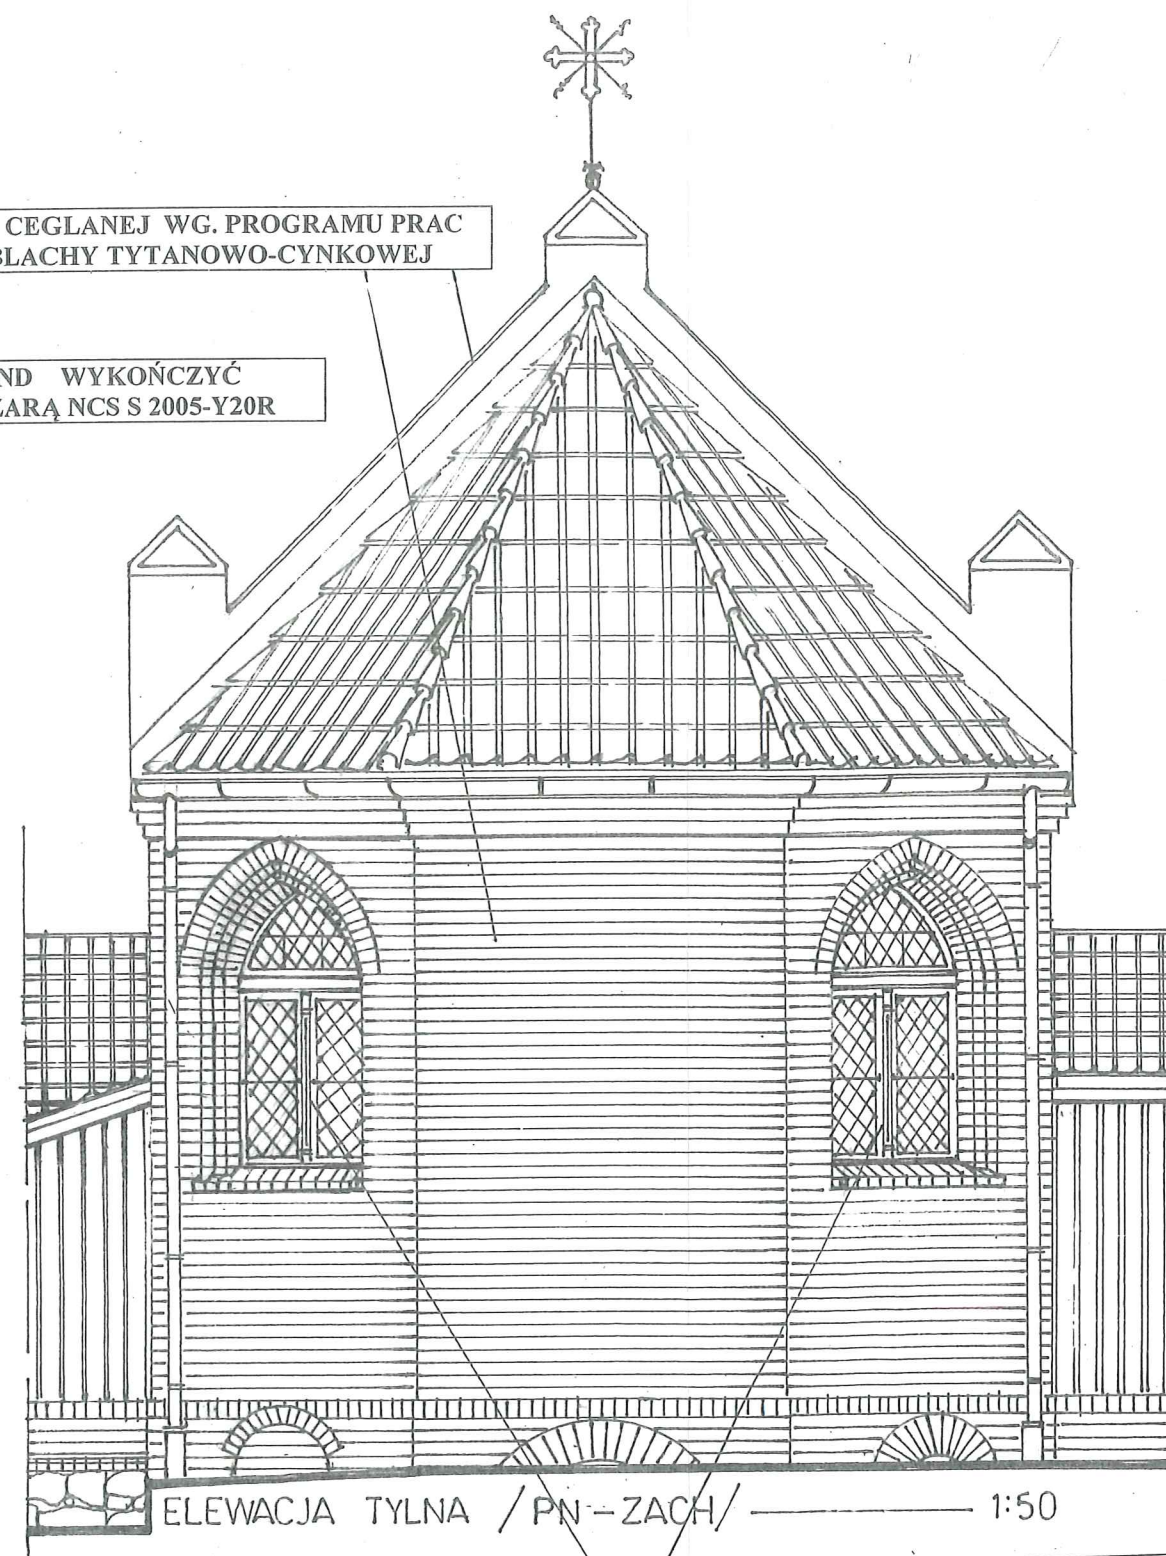 CEGLANEJ WG. PROGRAMU PRAC
BLACHY TYTANOWO-CYNKOWEJ
ND WYKOŃCZYĆ
ZARĄ NCS S 2005-Y20R
ELEWACJA TYLNA /PN-ZACH/ 1:50